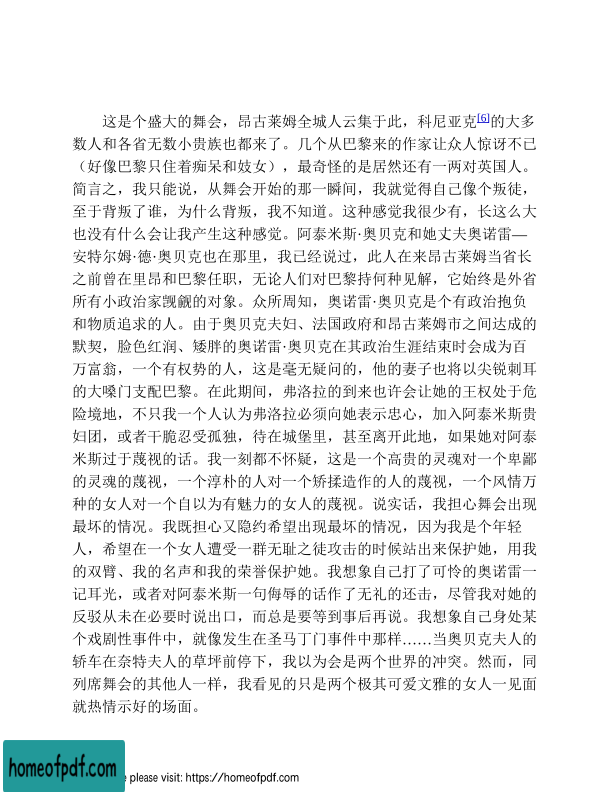 这是个盛大的舞会，昂古莱姆全城人云集于此，科尼亚克[6]的大多
数人和各省无数小贵族也都来了。几个从巴黎来的作家让众人惊讶不已
（好像巴黎只住着痴呆和妓女），最奇怪的是居然还有一两对英国人。
简言之，我只能说，从舞会开始的那一瞬间，我就觉得自己像个叛徒，
至于背叛了谁，为什么背叛，我不知道。这种感觉我很少有，长这么大
也没有什么会让我产生这种感觉。阿泰米斯·奥贝克和她丈夫奥诺雷—
安特尔姆·德·奥贝克也在那里，我已经说过，此人在来昂古莱姆当省长
之前曾在里昂和巴黎任职，无论人们对巴黎持何种见解，它始终是外省
所有小政治家觊觎的对象。众所周知，奥诺雷·奥贝克是个有政治抱负
和物质追求的人。由于奥贝克夫妇、法国政府和昂古莱姆市之间达成的
默契，脸色红润、矮胖的奥诺雷·奥贝克在其政治生涯结束时会成为百
万富翁，一个有权势的人，这是毫无疑问的，他的妻子也将以尖锐刺耳
的大嗓门支配巴黎。在此期间，弗洛拉的到来也许会让她的王权处于危
险境地，不只我一个人认为弗洛拉必须向她表示忠心，加入阿泰米斯贵
妇团，或者干脆忍受孤独，待在城堡里，甚至离开此地，如果她对阿泰
米斯过于蔑视的话。我一刻都不怀疑，这是一个高贵的灵魂对一个卑鄙
的灵魂的蔑视，一个淳朴的人对一个矫揉造作的人的蔑视，一个风情万
种的女人对一个自以为有魅力的女人的蔑视。说实话，我担心舞会出现
最坏的情况。我既担心又隐约希望出现最坏的情况，因为我是个年轻
人，希望在一个女人遭受一群无耻之徒攻击的时候站出来保护她，用我
的双臂、我的名声和我的荣誉保护她。我想象自己打了可怜的奥诺雷一
记耳光，或者对阿泰米斯一句侮辱的话作了无礼的还击，尽管我对她的
反驳从未在必要时说出口，而总是要等到事后再说。我想象自己身处某
个戏剧性事件中，就像发生在圣马丁门事件中那样……当奥贝克夫人的
轿车在奈特夫人的草坪前停下，我以为会是两个世界的冲突。然而，同
列席舞会的其他人一样，我看见的只是两个极其可爱文雅的女人一见面
就热情示好的场面。
homeofpdf.com
e please visit: https://homeofpdf.com